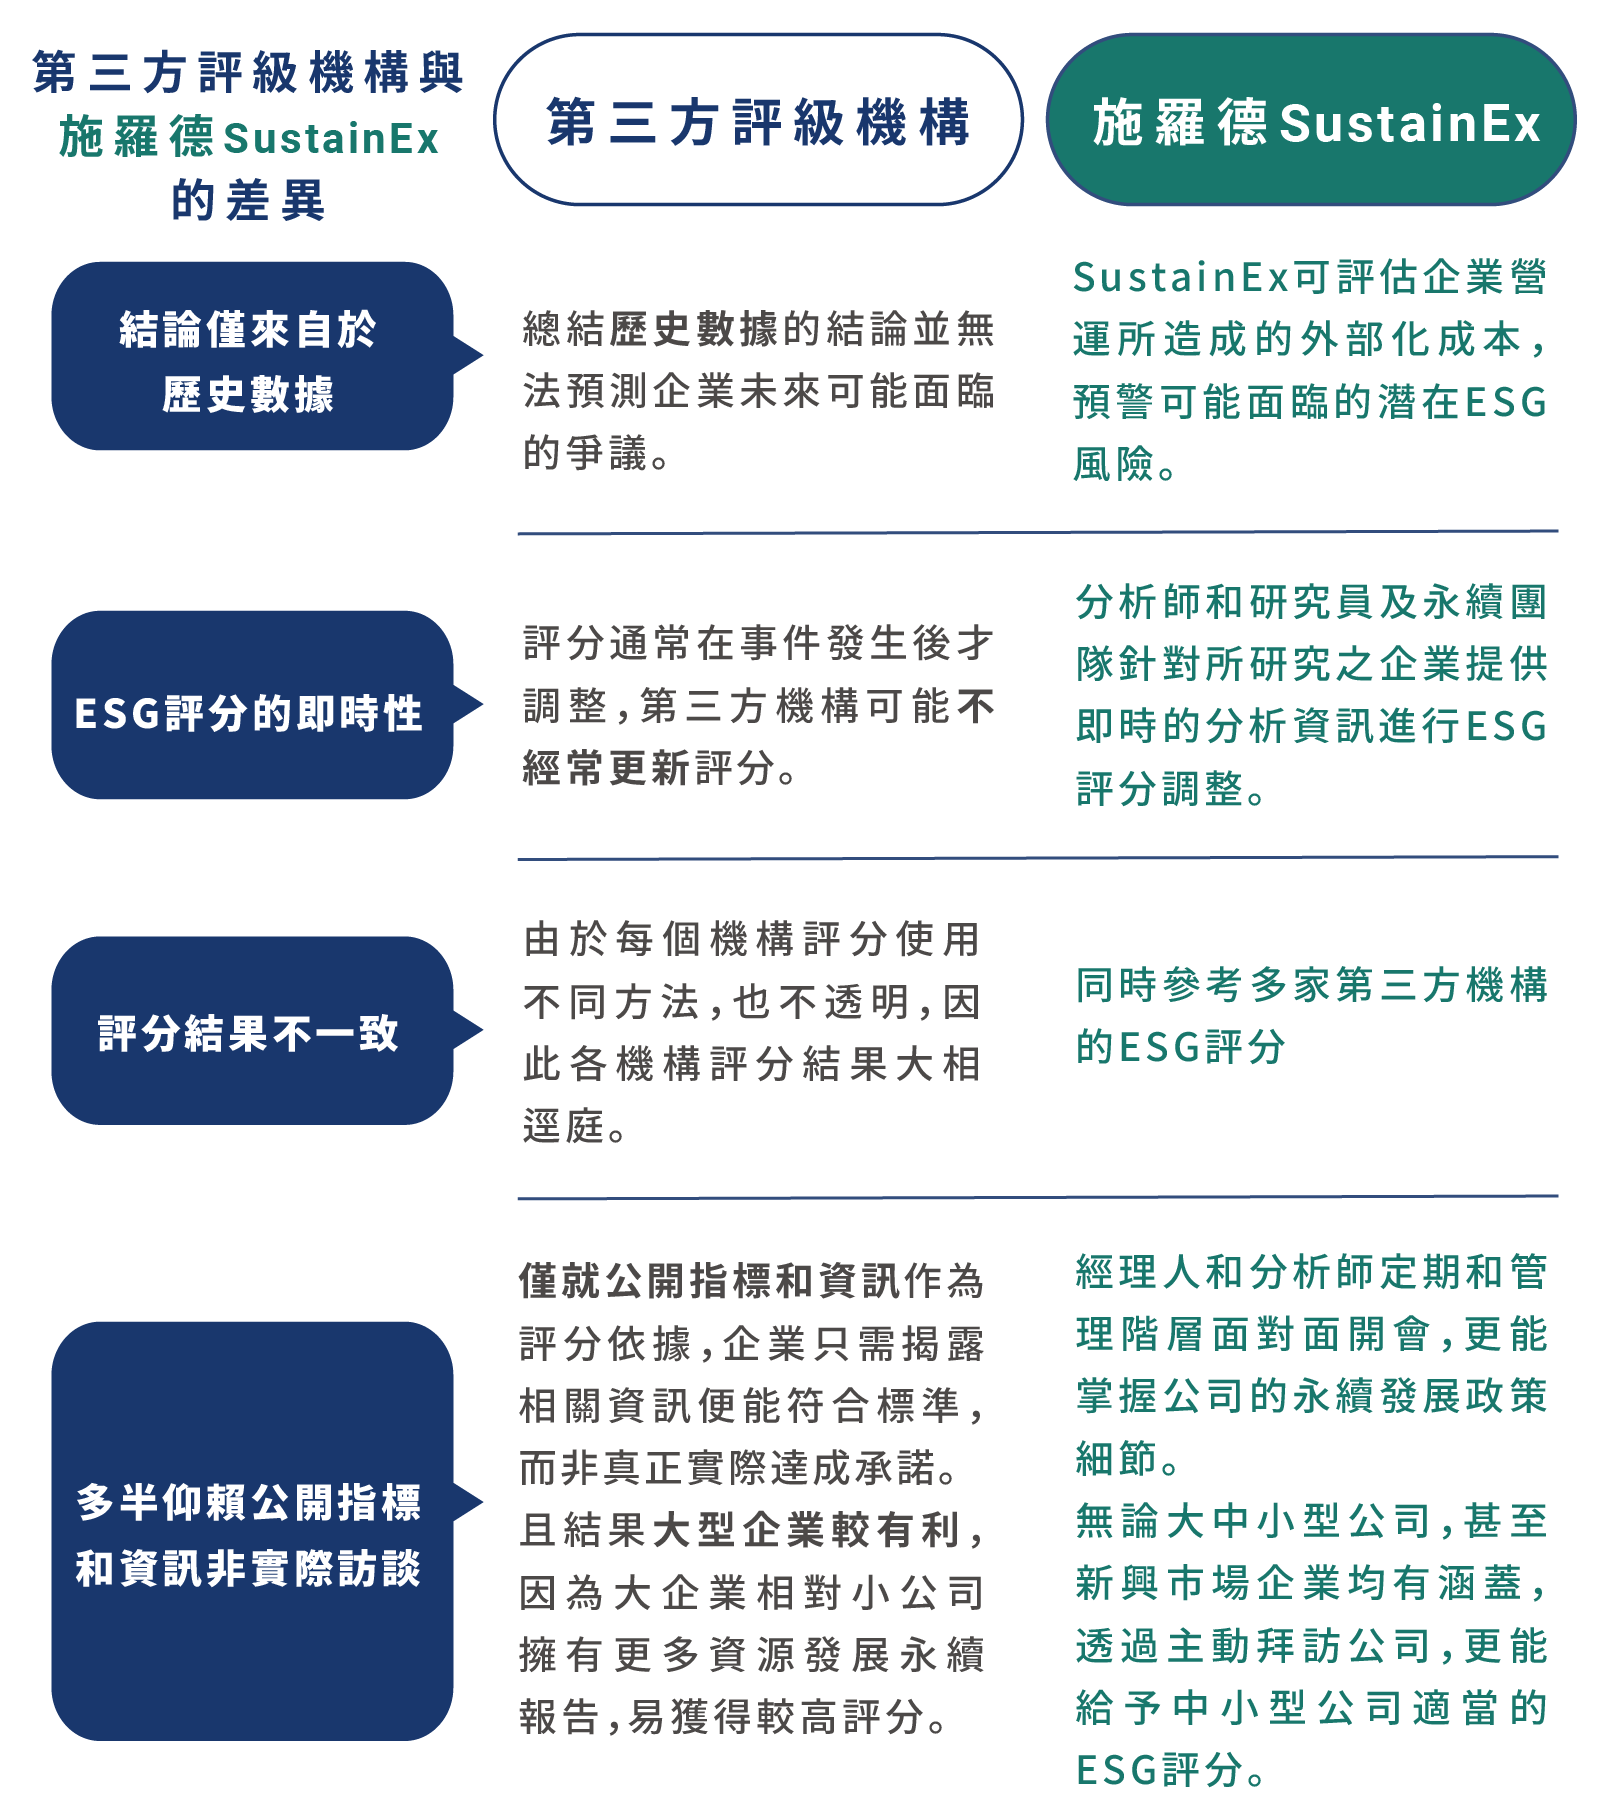 第三方評級機構與
施羅德SustainEx
的差異
第三方評級機構
施羅德SustainEx
結論僅來自於
歷史數據
總結歷史數據的結論並無
法預測企業未來可能面臨
的爭議。
SustainEx可評估企業營
運所造成的外部化成本，
預警可能面臨的潛在ESG
風險。
ESG評分的即時性
評分通常在事件發生後才
調整，第三方機構可能不
經常更新評分。
分析師和研究員及永續團
隊針對所研究之企業提供
即時的分析資訊進行ESG
評分調整。
評分結果不一致
由於每個機構評分使用
不同方法，也不透明，因
此各機構評分結果大相
逕庭。
同時參考多家第三方機構
的ESG評分
多半仰賴公開指標
和資訊非實際訪談
僅就公開指標和資訊作為
評分依據，企業只需揭露
相關資訊便能符合標準，
而非真正實際達成承諾。
且結果大型企業較有利，
因為大企業相對小公司
擁有更多資源發展永續
報告，易獲得較高評分。
經理人和分析師定期和管
理階層面對面開會，更能
掌握公司的永續發展政策
細節。
無論大中小型公司，甚至
新興市場企業均有涵蓋，
透過主動拜訪公司，更能
給予中小型公司適當的
ESG評分。